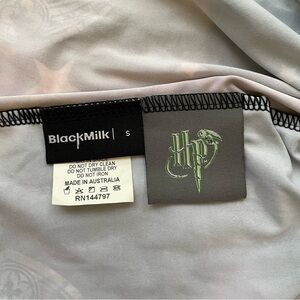 BlackMilk | S
DO NOT DRY CLEAN
DO NOT TUMBLE DRY
DO NOT IRON
MADE IN AUSTRALIA
RN144797
HP